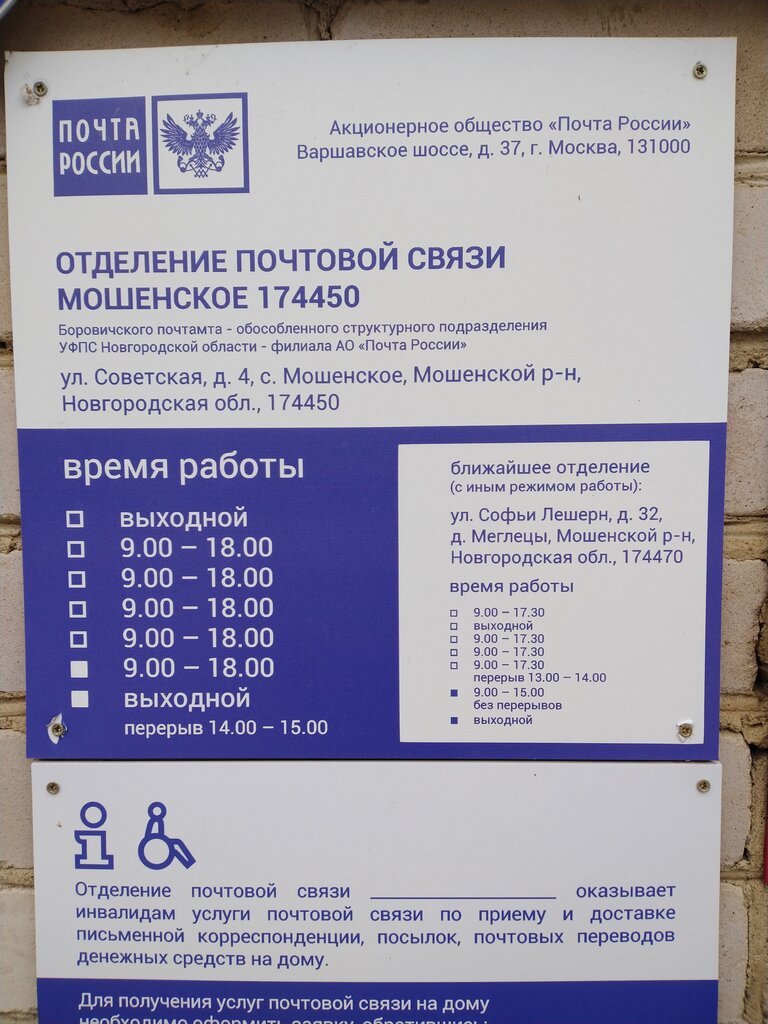 ПОЧТА
РОССИИ
Акционерное общество «Почта России»
Варшавское шоссе, д. 37, г. Москва, 131000
ОТДЕЛЕНИЕ ПОЧТОВОЙ СВЯЗИ
МОШЕНСКОЕ 174450
Боровичского почтамта - обособленного структурного подразделения
УФПС Новгородской области - филиала АО «Почта России»
ул. Советская, д. 4, с. Мошенское, Мошенской р-н,
Новгородская обл., 174450
время работы
выходной
9.00 – 18.00
9.00 – 18.00
9.00 – 18.00
9.00 – 18.00
9.00 – 18.00
выходной
перерыв 14.00 – 15.00
ближайшее отделение
(с иным режимом работы):
ул. Софьи Лешерн, д. 32,
д. Меглецы, Мошенской р-н,
Новгородская обл., 174470
время работы
9.00 – 17.30
выходной
9.00 – 17.30
9.00 – 17.30
9.00 – 17.30
перерыв 13.00 – 14.00
9.00 – 15.00
без перерывов
выходной
Отделение почтовой связи ____________ оказывает
инвалидам услуги почтовой связи по приему и доставке
письменной корреспонденции, посылок, почтовых переводов
денежных средств на дому.
Для получения услуг почтовой связи на дому
необходимо оформить заявку, обратившись: